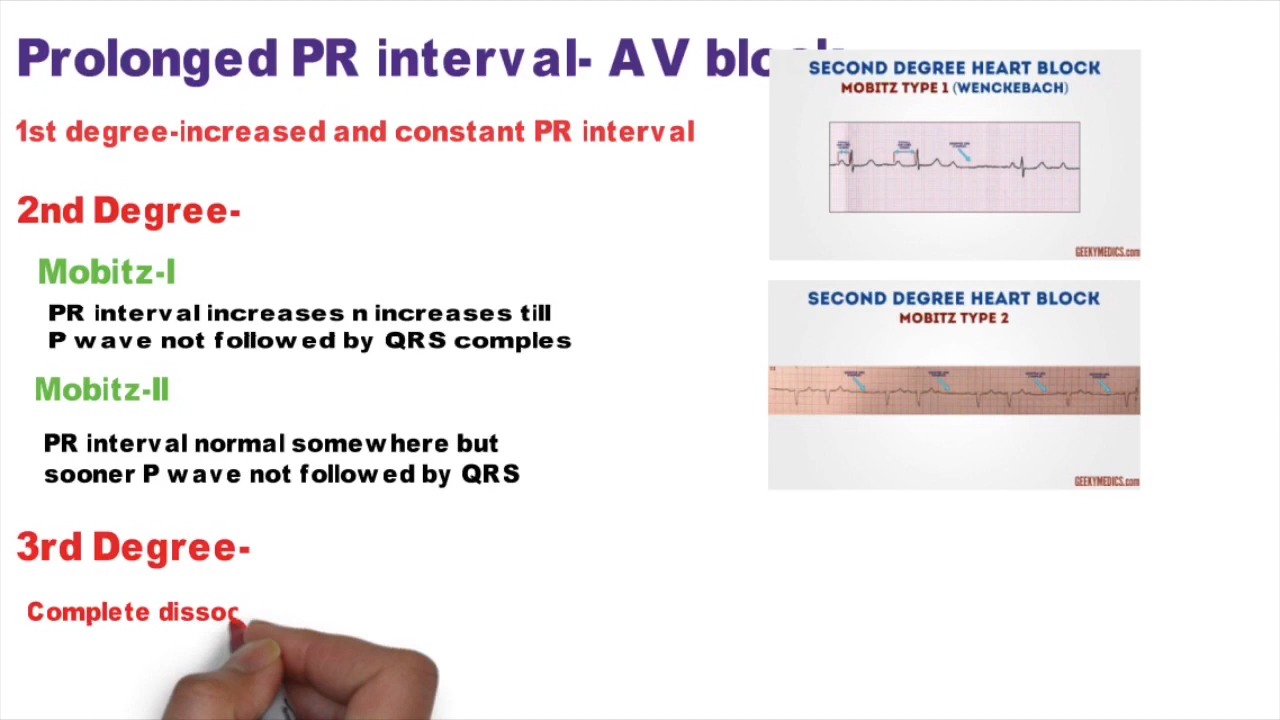 Prolonged PR interval- AV block
1st degree-increased and constant PR interval
2nd Degree-
Mobitz-I
PR interval increases n increases till
P wave not followed by QRS comples
Mobitz-II
PR interval normal somewhere but
sooner P wave not followed by QRS
3rd Degree-
Complete dissoc
SECOND DEGREE HEART BLOCK
MOBITZ TYPE 1 (WENCKEBACH)
GEEKYMEDICS.com
SECOND DEGREE HEART BLOCK
MOBITZ TYPE 2
GEEKYMEDICS.com